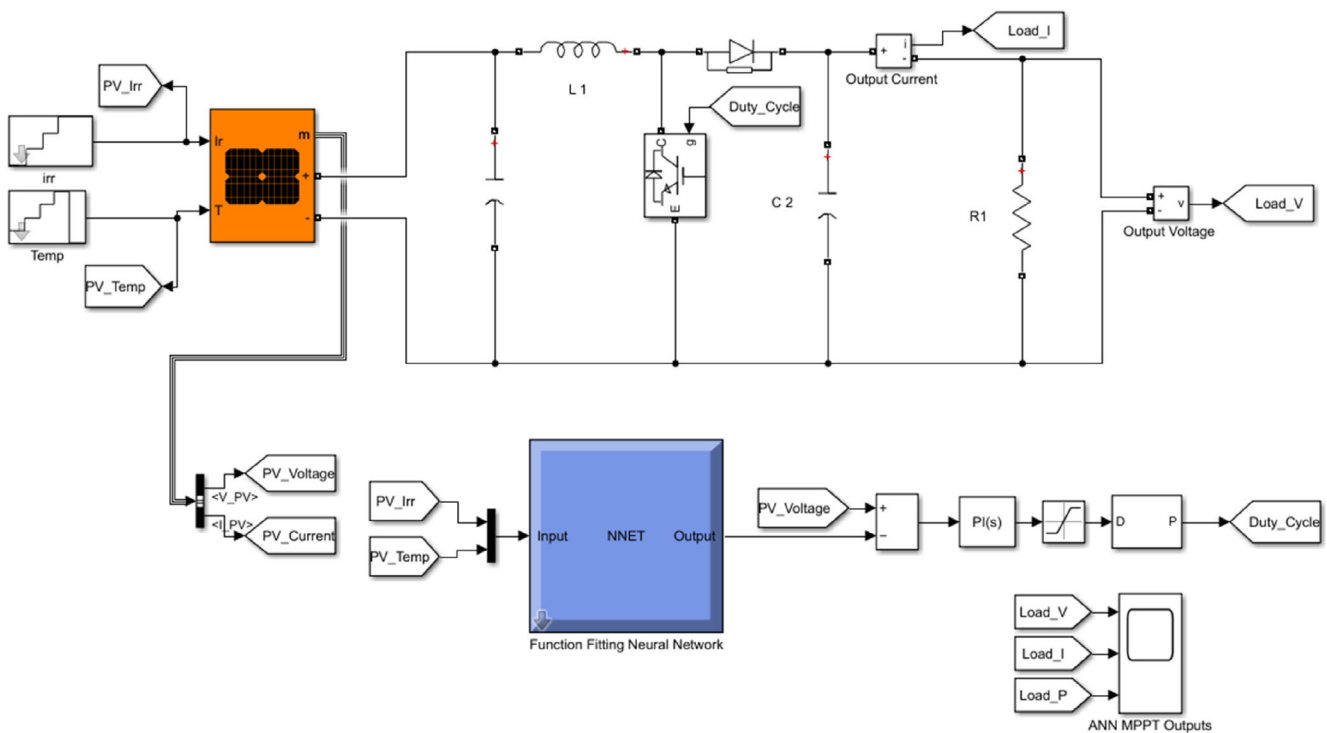 Load_I
i
+
-
Output Current
PV_Irr
L 1
Duty_Cycle
irr
Ir
m
C
g
E
+
+
+
+
T
-
C 2
R1
+
-
v
Load_V
Output Voltage
Temp
PV_Temp
PV_Voltage
<V_PV>
<I_PV>
PV_Current
PV_Irr
PV_Temp
Input
NNET
Output
PV_Voltage
+
−
PI(s)
D
P
Duty_Cycle
Function Fitting Neural Network
Load_V
Load_I
Load_P
ANN MPPT Outputs